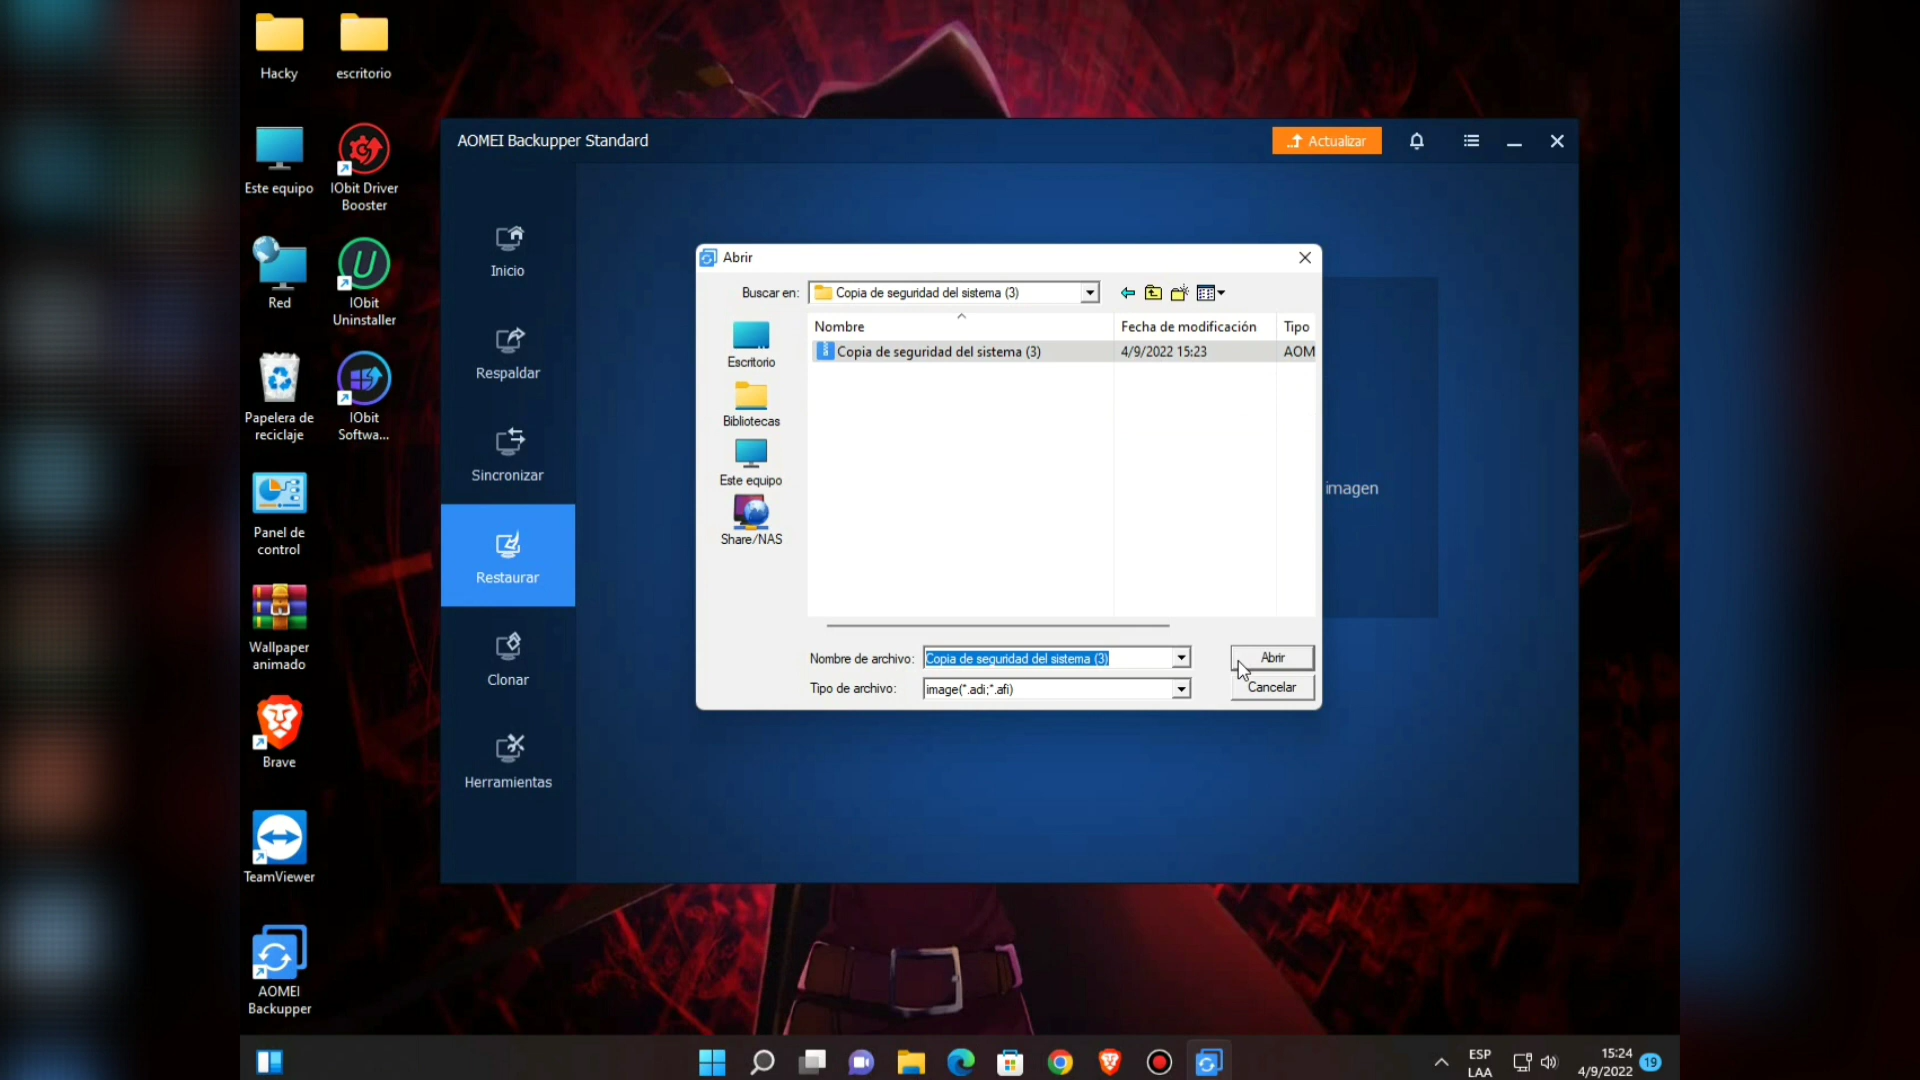 Hacky
escritorio
Este equipo
IObit Driver
Booster
Red
IObit
Uninstaller
Papelera de
reciclaje
IObit
Softwa...
Panel de
control
Wallpaper
animado
Brave
TeamViewer
AOMEI
Backupper
AOMEI Backupper Standard
Actualizar
Inicio
Respaldar
Sincronizar
Restaurar
Clonar
Herramientas
imagen
Abrir
Buscar en:
Copia de seguridad del sistema (3)
Escritorio
Bibliotecas
Este equipo
Share/NAS
Nombre
Fecha de modificación
Tipo
Copia de seguridad del sistema (3)
4/9/2022 15:23
AOM
Nombre de archivo:
Copia de seguridad del sistema (3)
Abrir
Tipo de archivo:
image(*.adi;*.afi)
Cancelar
ESP
LAA
15:24
4/9/2022
19